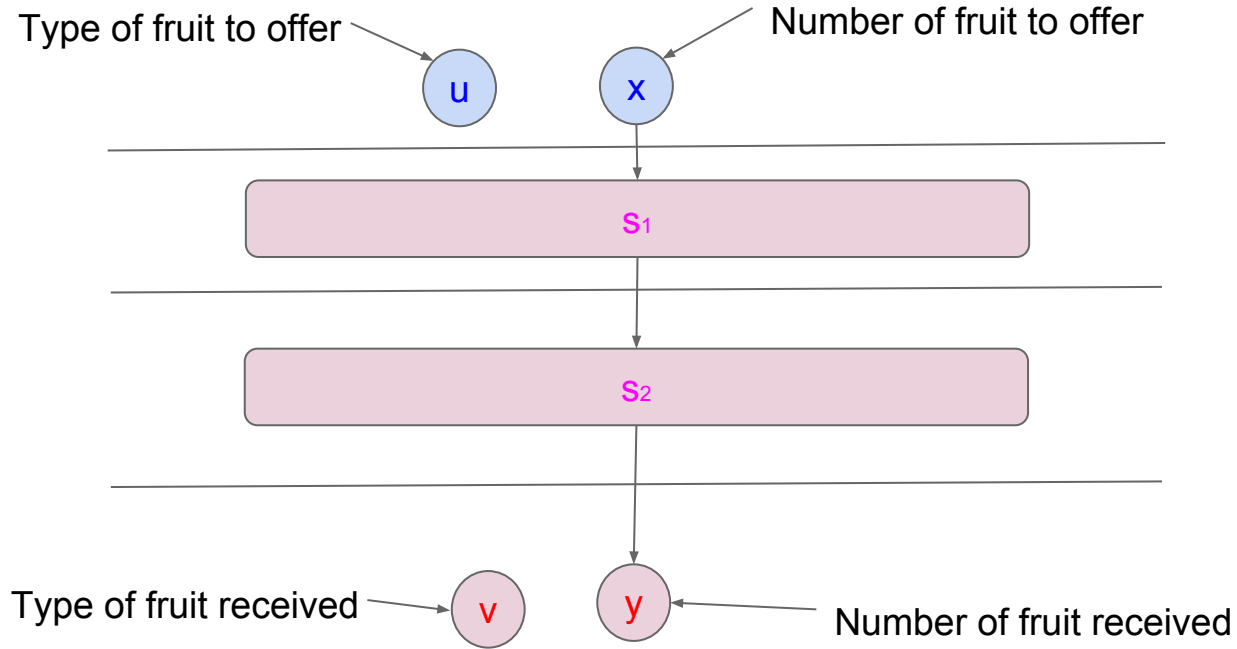 Type of fruit to offer
Number of fruit to offer
u
x
s1
s2
Type of fruit received
v
y
Number of fruit received